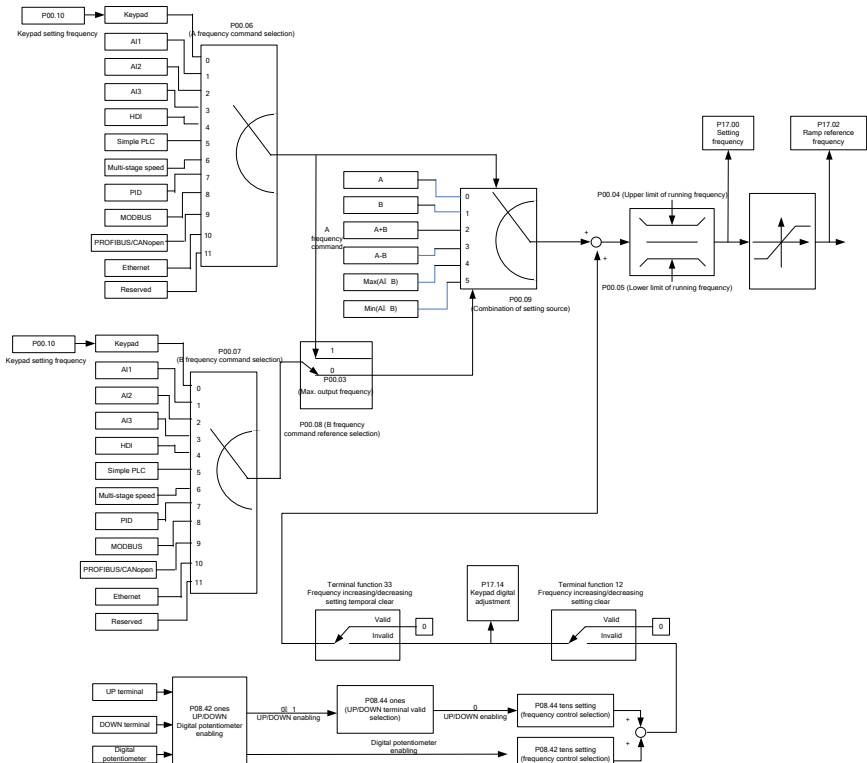 P00.10
Keypad setting frequency
Keypad
AI1
AI2
AI3
HDI
Simple PLC
Multi-stage speed
PID
MODBUS
PROFIBUS/CANopen
Ethernet
Reserved
P00.06
(A frequency command selection)
0
1
2
3
4
5
6
7
8
9
10
11
A
frequency
command
A
B
A+B
A-B
Max(A B)
Min(A B)
0
1
2
3
4
5
P00.09
(Combination of setting source)
+
+
P00.04 (Upper limit of running frequency)
P00.05 (Lower limit of running frequency)
P17.00
Setting
frequency
P17.02
Ramp reference
frequency
P00.10
Keypad setting frequency
Keypad
AI1
AI2
AI3
HDI
Simple PLC
Multi-stage speed
PID
MODBUS
PROFIBUS/CANopen
Ethernet
Reserved
P00.07
(B frequency command selection)
0
1
2
3
4
5
6
7
8
9
10
11
1
0
P00.03
(Max. output frequency)
P00.08 (B frequency
command reference selection)
Terminal function 33
Frequency increasing/decreasing
setting temporal clear
Valid
Invalid
0
P17.14
Keypad digital
adjustment
Terminal function 12
Frequency increasing/decreasing
setting clear
Valid
Invalid
0
UP terminal
DOWN terminal
Digital
potentiometer
P08.42 ones
UP/DOWN
Digital potentiometer
enabling
0 1
UP/DOWN enabling
P08.44 ones
(UP/DOWN terminal valid
selection)
0
UP/DOWN enabling
P08.44 tens setting
(frequency control selection)
Digital potentiometer
enabling
P08.42 tens setting
(frequency control selection)
+
+